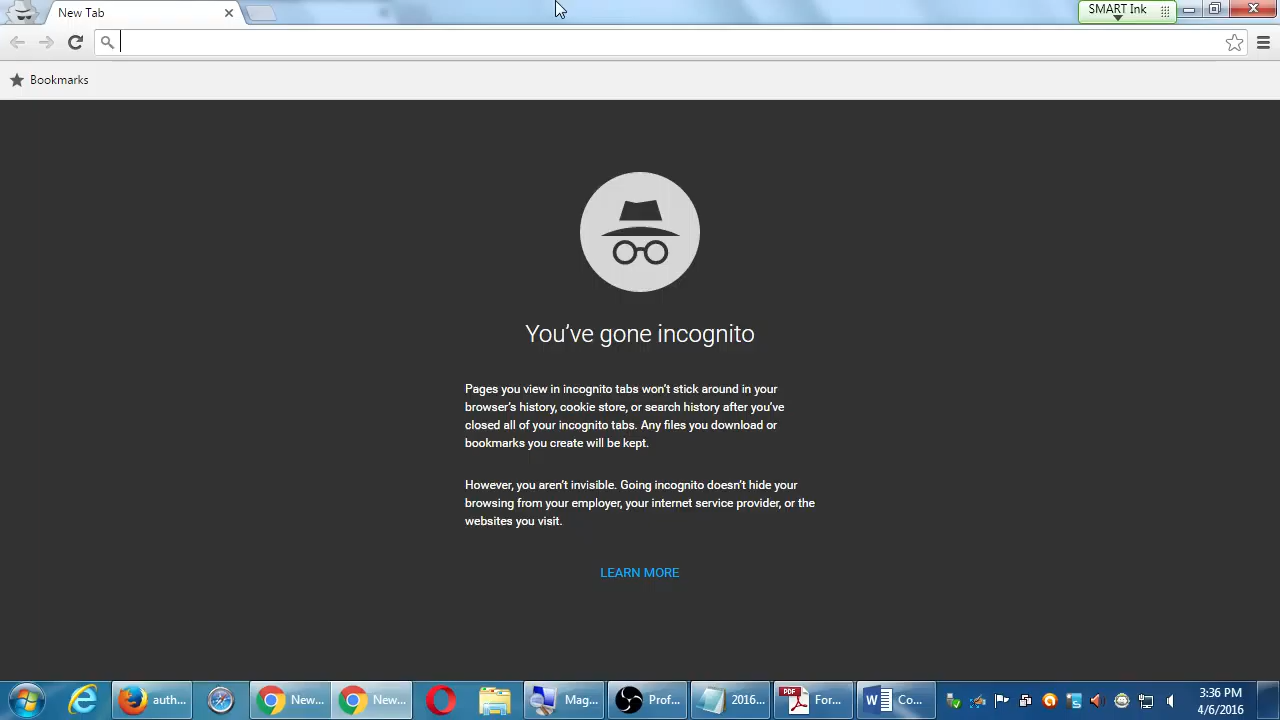 New Tab
SMART Ink
Bookmarks
You've gone incognito
Pages you view in incognito tabs won't stick around in your
browser's history, cookie store, or search history after you've
closed all of your incognito tabs. Any files you download or
bookmarks you create will be kept.
However, you aren't invisible. Going incognito doesn't hide your
browsing from your employer, your internet service provider, or the
websites you visit.
LEARN MORE
auth...
New...
New...
Mag...
Prof...
2016...
PDF
For...
W
Co...
3:36 PM
4/6/2016